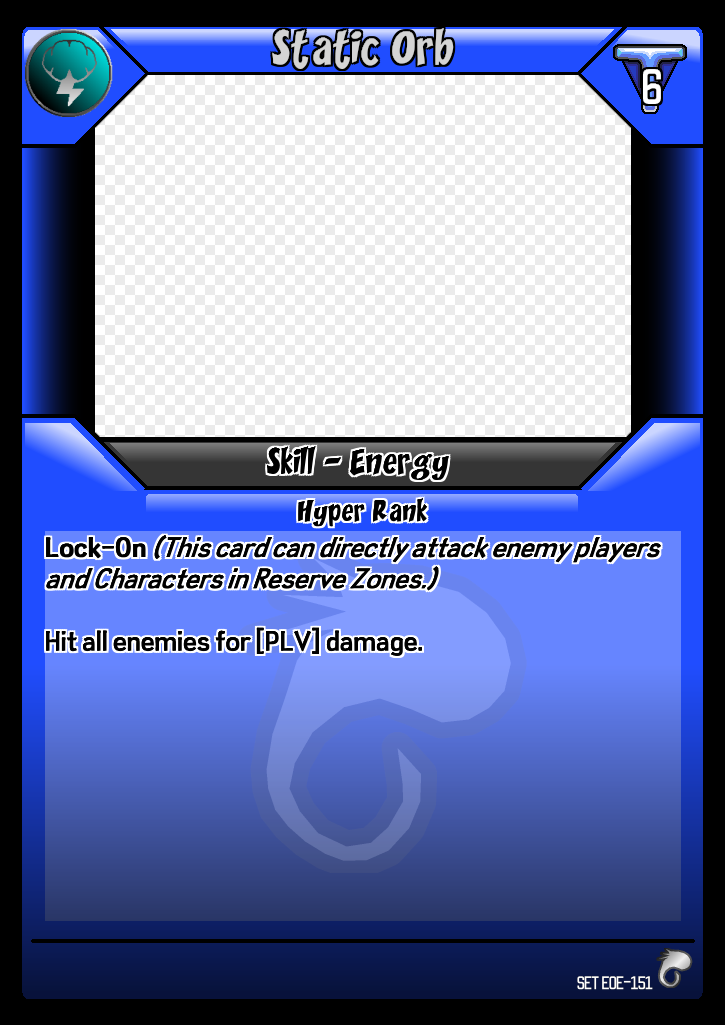 Static Orb
6
Skill - Energy
Hyper Rank
Lock-On (This card can directly attack enemy players
and Characters in Reserve Zones.)
Hit all enemies for [PLV] damage.
SET EOE-151